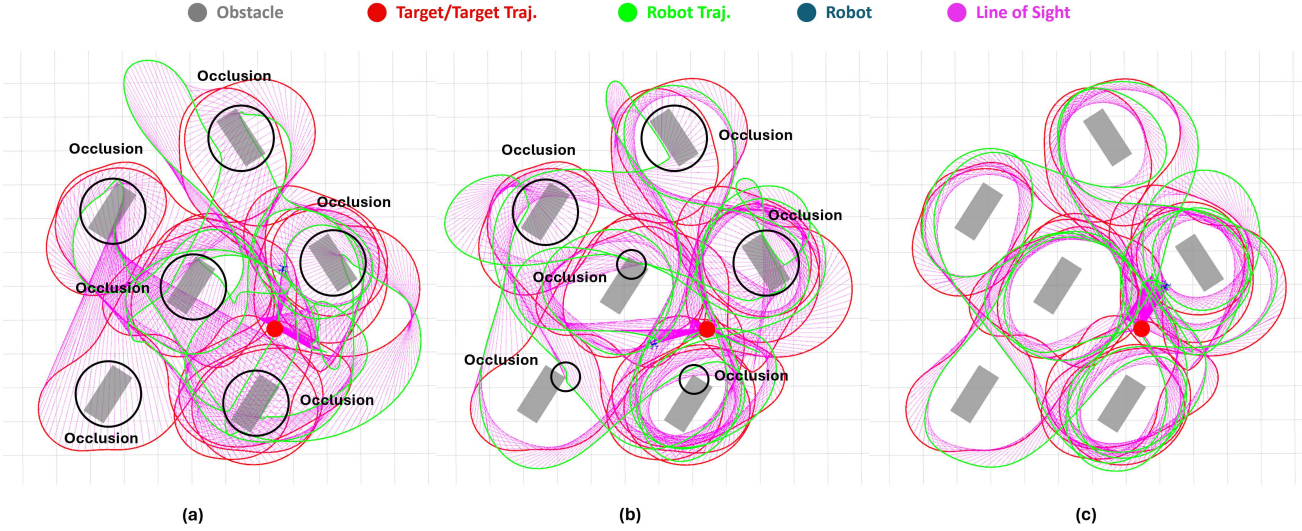 Obstacle
Target/Target Traj.
Robot Traj.
Robot
Line of Sight
Occlusion
Occlusion
Occlusion
Occlusion
Occlusion
Occlusion
(a)
Occlusion
Occlusion
Occlusion
Occlusion
Occlusion
Occlusion
(b)
(c)